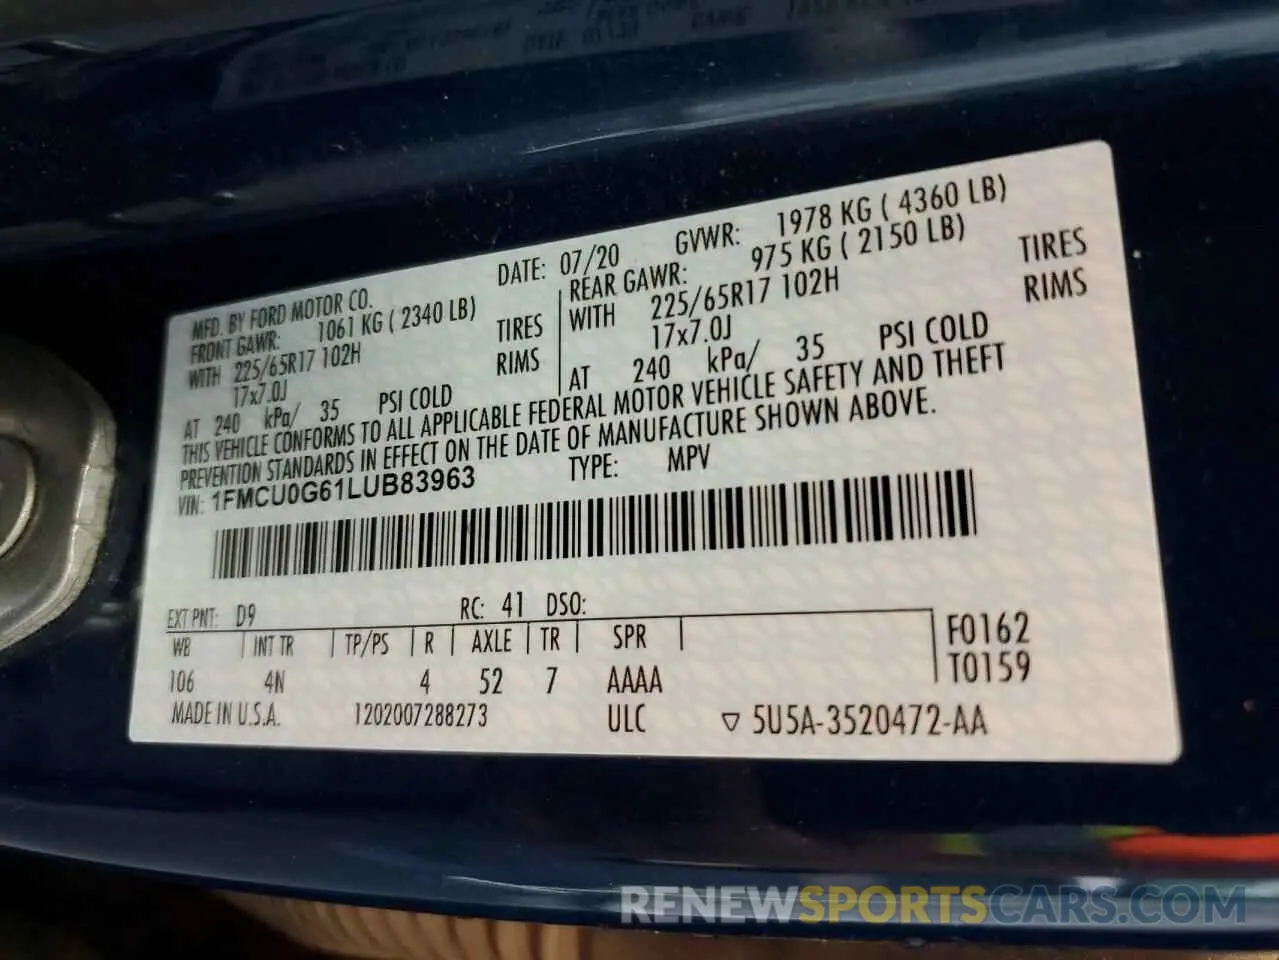 MFD. BY FORD MOTOR CO.
DATE: 07/20 GVWR: 1978 KG ( 4360 LB)
FRONT GAWR: 1061 KG ( 2340 LB)
REAR GAWR: 975 KG ( 2150 LB)
WITH 225/65R17 102H TIRES
WITH 225/65R17 102H TIRES
17x7.0J RIMS
17x7.0J RIMS
AT 240 kPa/ 35 PSI COLD
AT 240 kPa/ 35 PSI COLD
THIS VEHICLE CONFORMS TO ALL APPLICABLE FEDERAL MOTOR VEHICLE SAFETY AND THEFT
PREVENTION STANDARDS IN EFFECT ON THE DATE OF MANUFACTURE SHOWN ABOVE.
VIN: 1FMCU0G61LUB83963 TYPE: MPV
EXT PNT: D9 RC: 41 DSO:
WB INT TR TP/PS R AXLE TR SPR F0162
106 4N 4 52 7 AAAA T0159
MADE IN U.S.A. 1202007288273 ULC 5U5A-3520472-AA
RENEWSPORTSCARS.COM